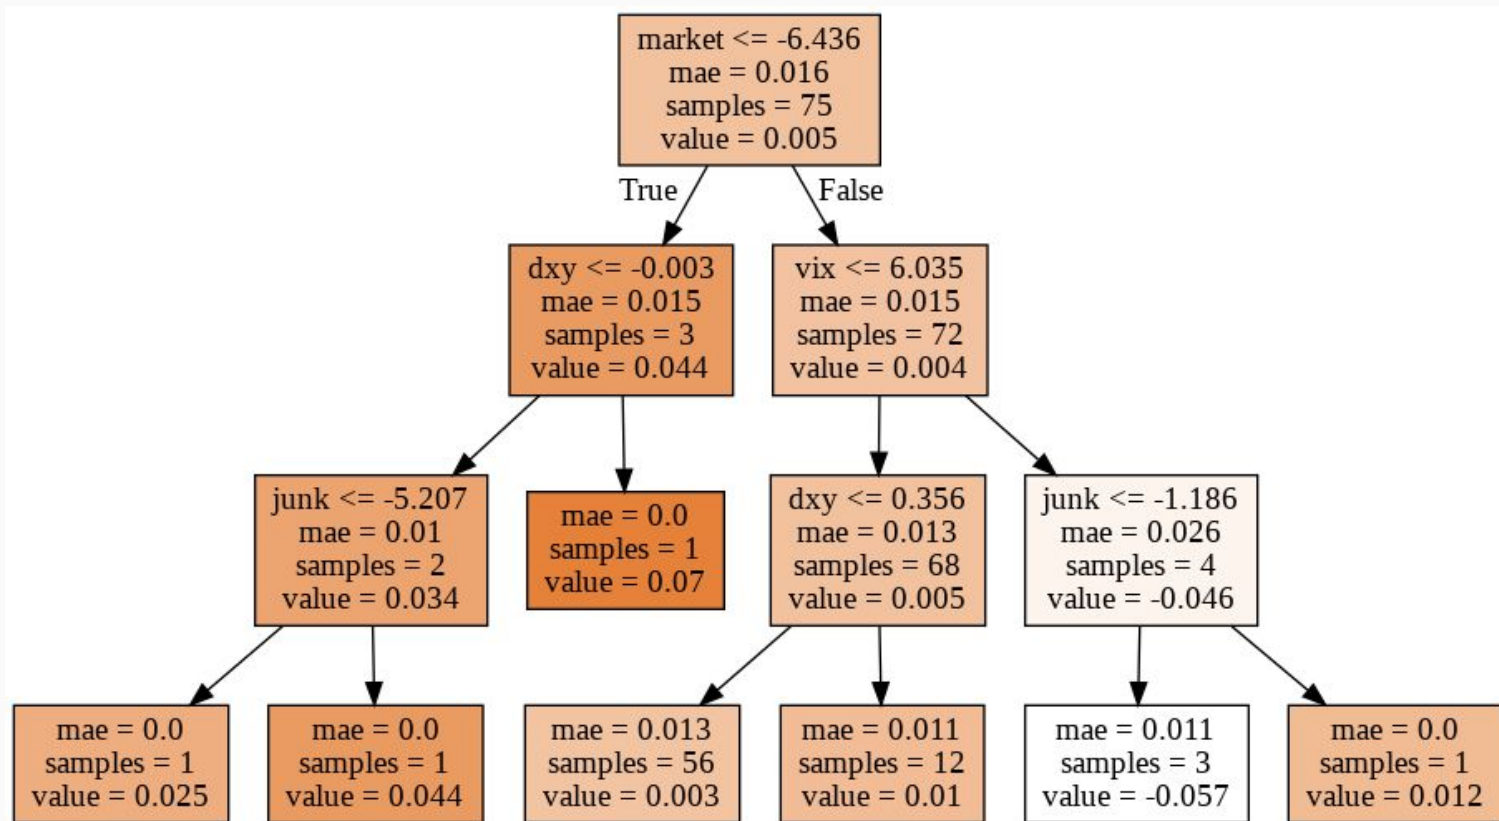 market <= -6.436
mae = 0.016
samples = 75
value = 0.005
True
False
dxy <= -0.003
mae = 0.015
samples = 3
value = 0.044
vix <= 6.035
mae = 0.015
samples = 72
value = 0.004
junk <= -5.207
mae = 0.01
samples = 2
value = 0.034
mae = 0.0
samples = 1
value = 0.07
dxy <= 0.356
mae = 0.013
samples = 68
value = 0.005
junk <= -1.186
mae = 0.026
samples = 4
value = -0.046
mae = 0.0
samples = 1
value = 0.025
mae = 0.0
samples = 1
value = 0.044
mae = 0.013
samples = 56
value = 0.003
mae = 0.011
samples = 12
value = 0.01
mae = 0.011
samples = 3
value = -0.057
mae = 0.0
samples = 1
value = 0.012